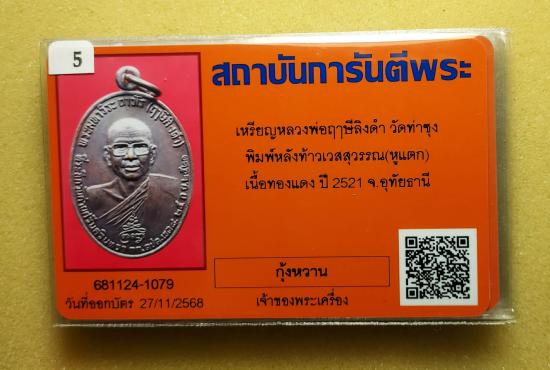 5
สถาบันการันตีพระ
เหรียญหลวงพ่อฤๅษีลิงดำ วัดท่าซุง
พิมพ์หลังท้าวเวสสุวรรณ(หูแตก)
เนื้อทองแดง ปี 2521 จ.อุทัยธานี
กุ้งหวาน
เจ้าของพระเครื่อง
681124-1079
วันที่ออกบัตร 27/11/2568